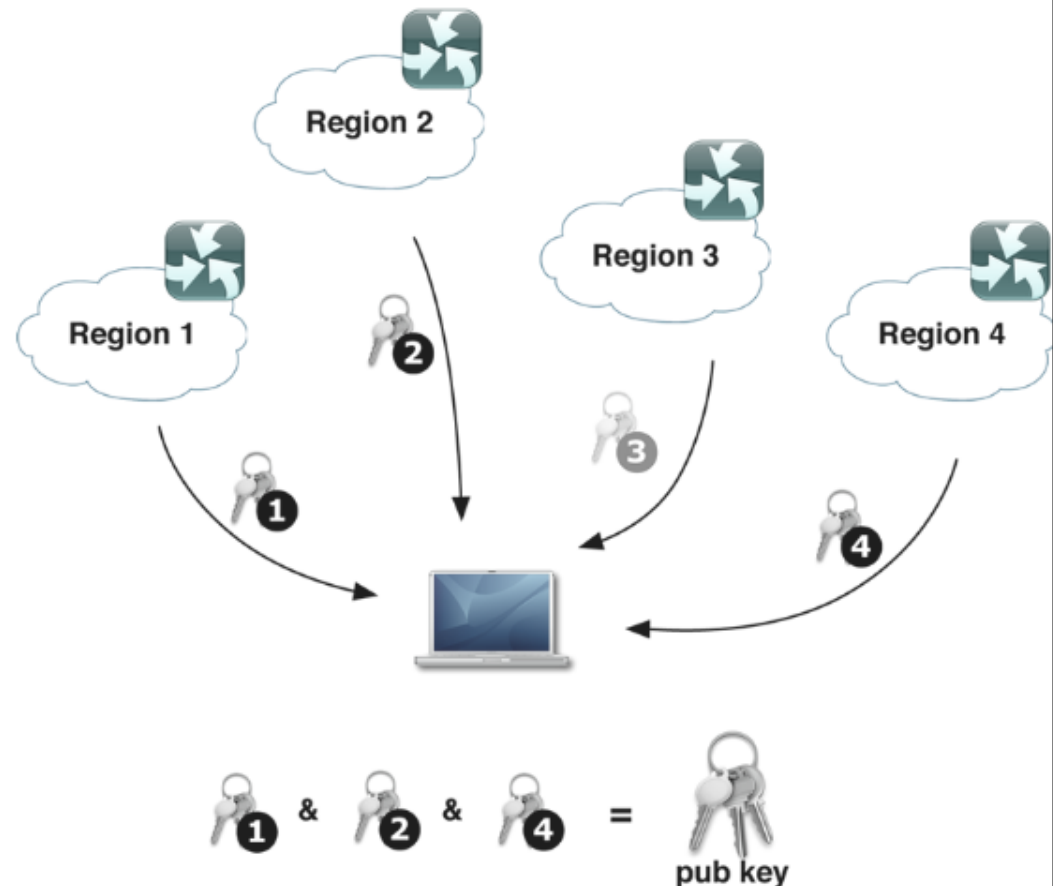 Region 2
Region 3
Region 1
Region 4
2
3
1
4
1 & 2 & 4 =
pub key